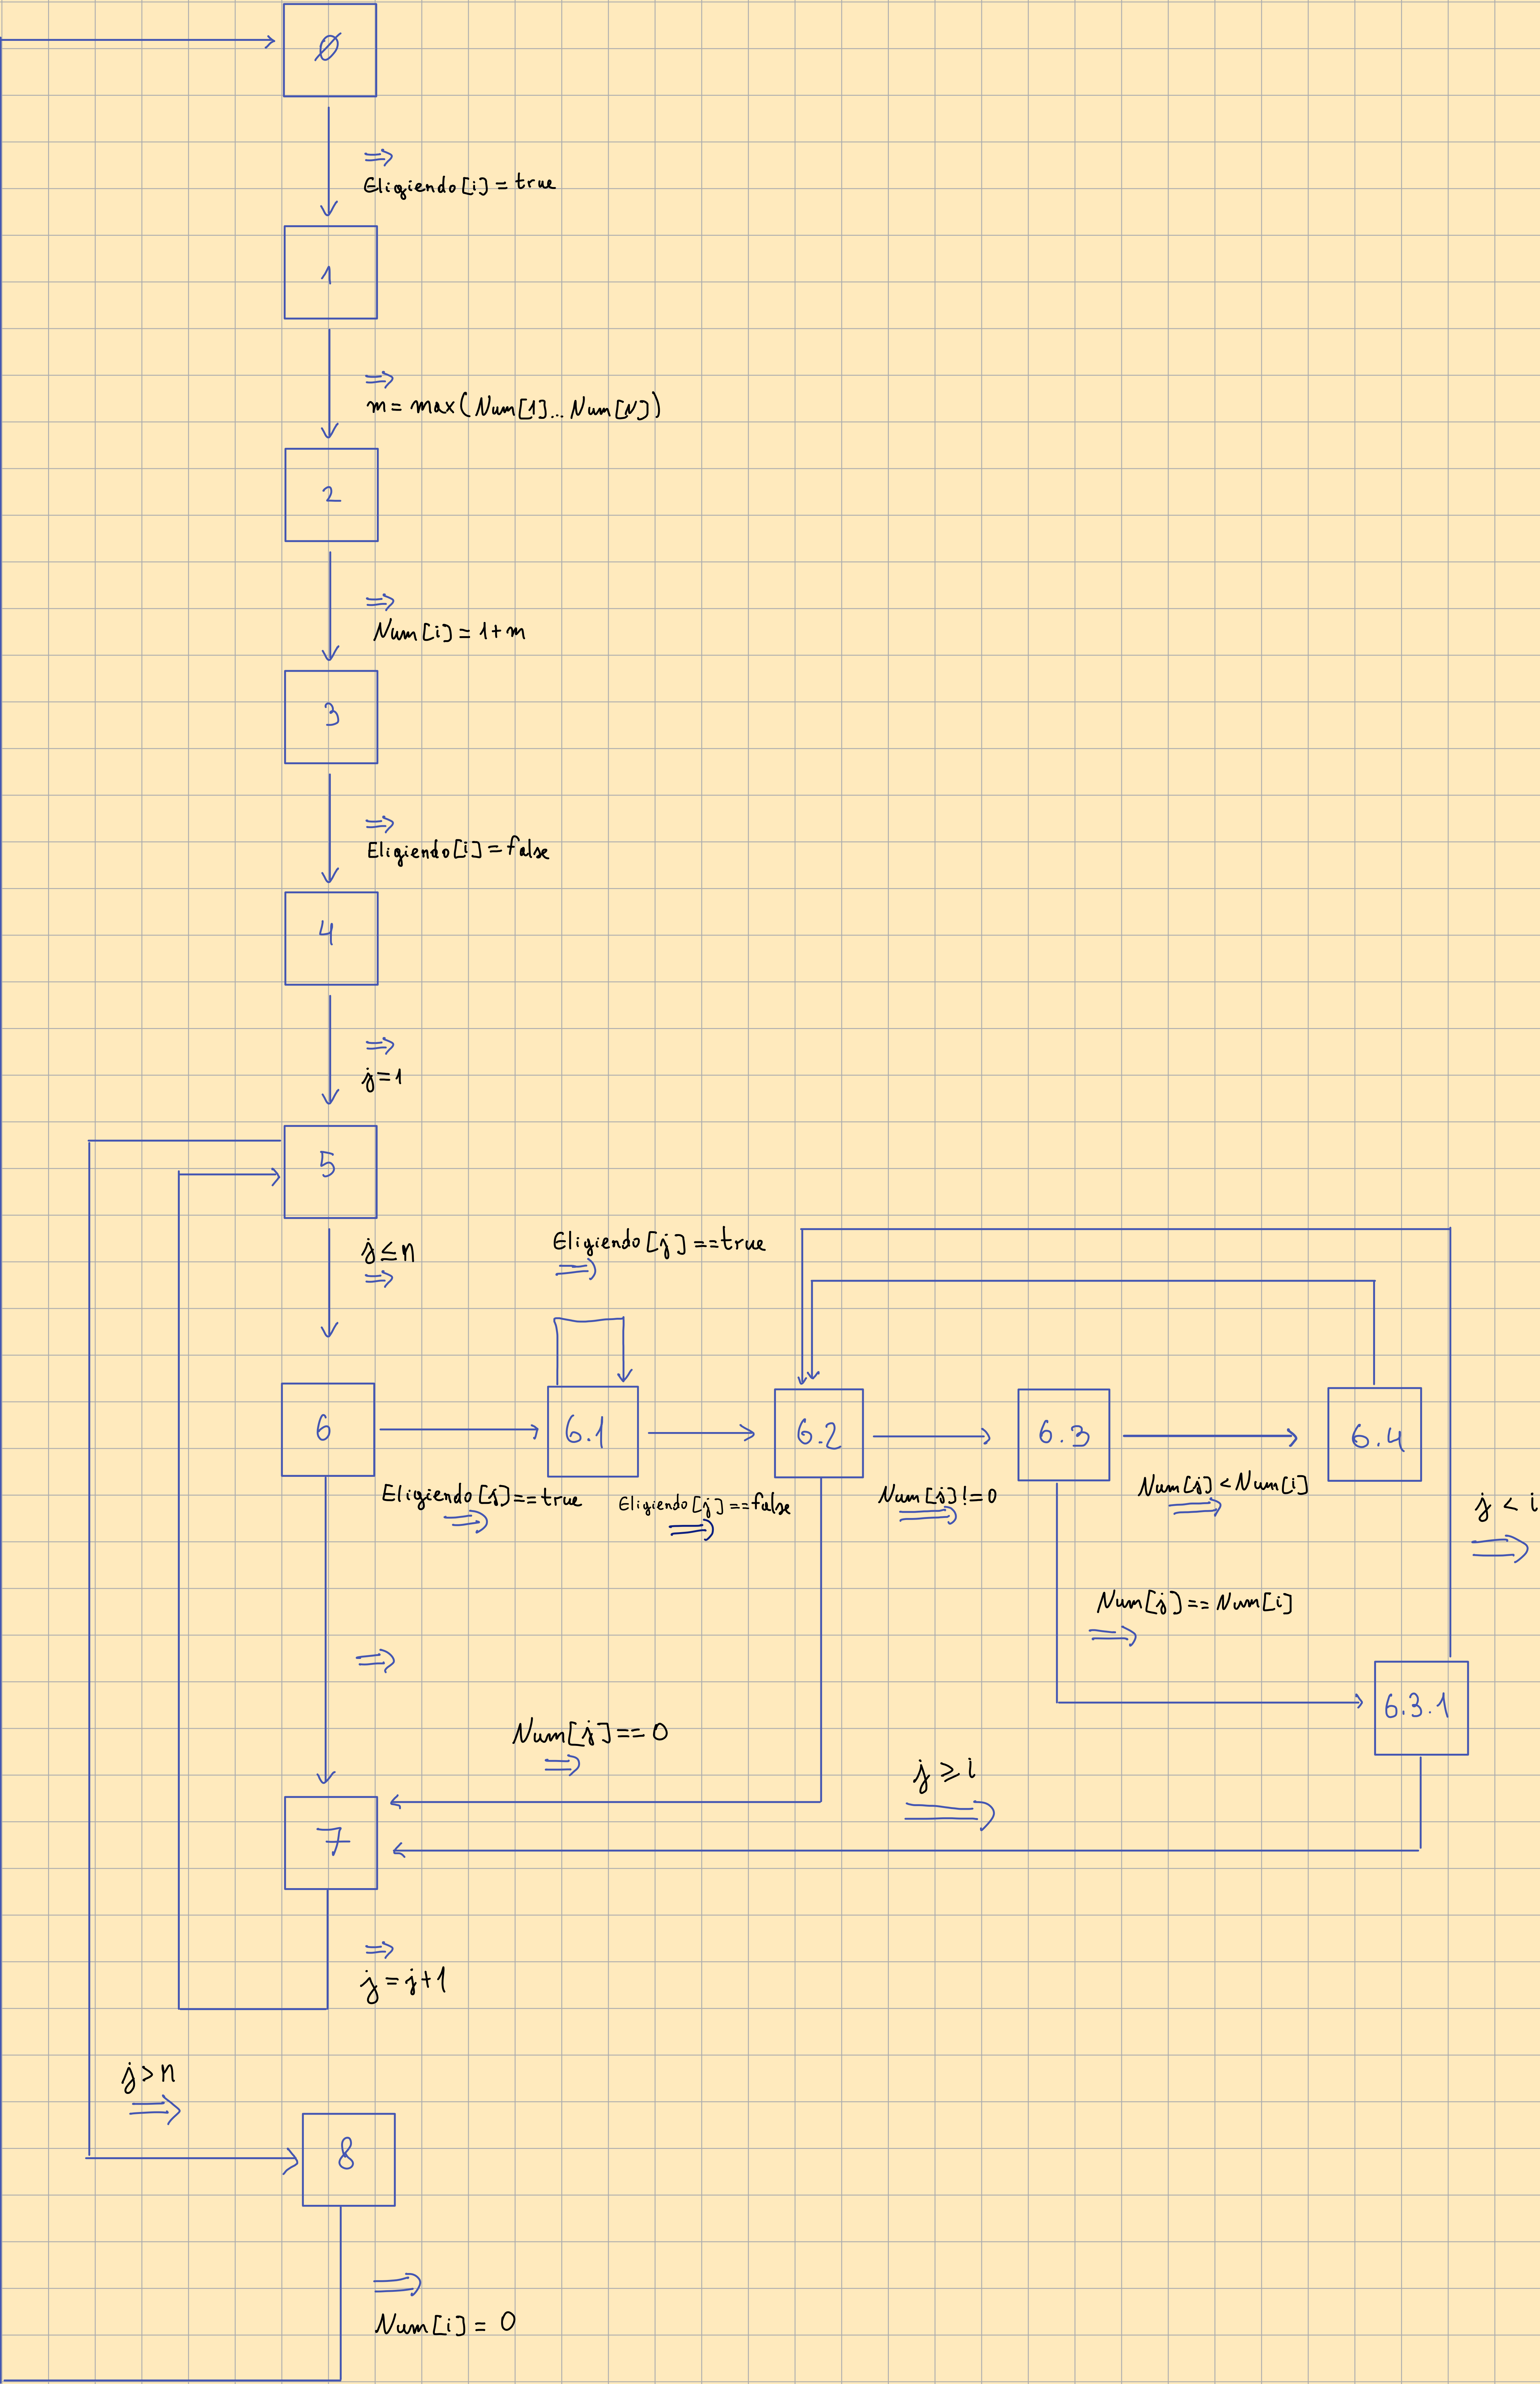 0
⇒
Eligiendo[i] = true
1
⇒
m = max(Num[1]...Num[N])
2
⇒
Num[i] = 1+m
3
⇒
Eligiendo[i] = false
4
⇒
j=1
5
j ≤ n
⇒
Eligiendo[j] ==true
⇒
6
6.1
6.2
6.3
6.4
Eligiendo[j]==true
⇒
Eligiendo[j]==false
⇒
Num[j]!=0
⇒
Num[j] < Num[i]
⇒
j < i
⇒
Num[j]==Num[i]
⇒
⇒
6.3.1
Num[j]==0
⇒
j ≥ i
⇒
7
⇒
j = j+1
j > n
⇒
8
⇒
Num[i] = 0